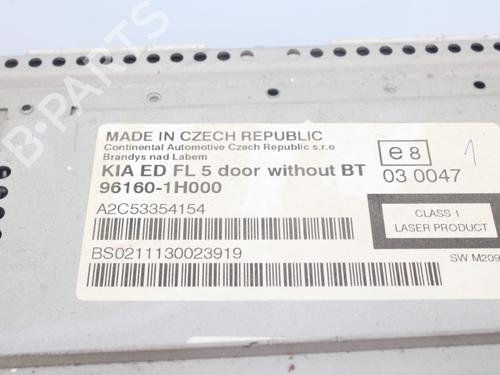 MADE IN CZECH REPUBLIC
Continental Automotive Czech Republic s.r.o
Brandys nad Labem
KIA ED FL 5 door without BT
96160-1H000
A2C53354154
BS0211130023919
e8
03 0047
1
CLASS 1
LASER PRODUCT
SW M209
B-PARTS